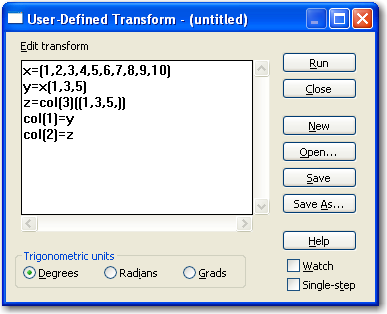 User-Defined Transform - (untitled)
Edit transform
x={1,2,3,4,5,6,7,8,9,10}
y=x{1,3,5}
z=col(3)({1,3,5,})
col(1)=y
col(2)=z
Run
Close
New
Open...
Save
Save As...
Help
Trigonometric units
Degrees
Radians
Grads
Watch
Single-step